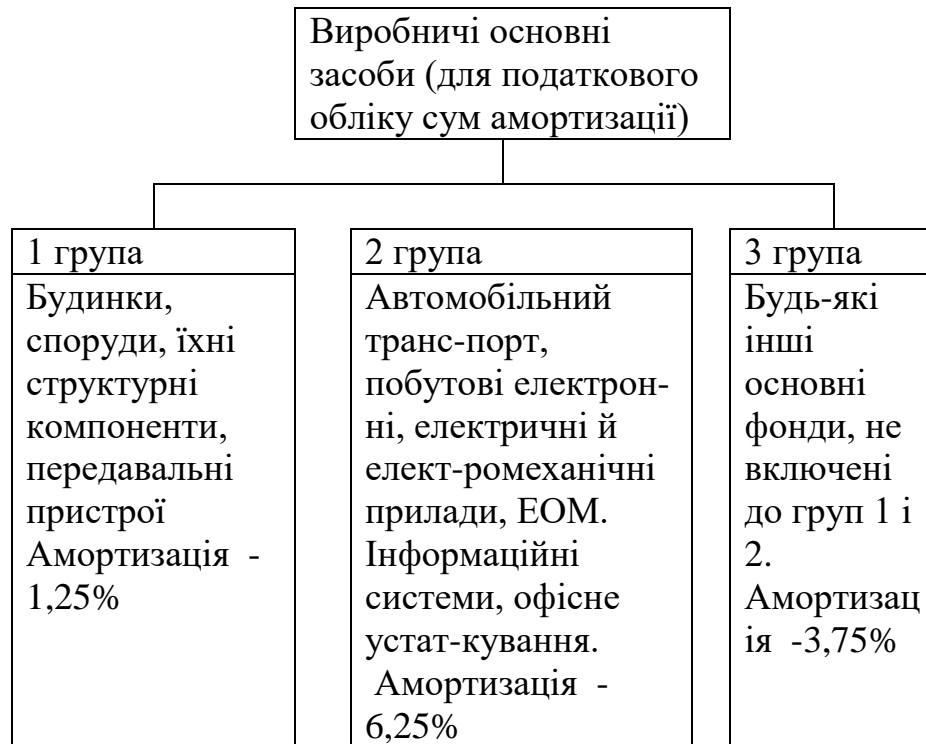 Виробничі основні
засоби (для податкового
обліку сум амортизації)
1 група
Будинки,
споруди, їхні
структурні
компоненти,
передавальні
пристрої
Амортизація -
1,25%
2 група
Автомобільний
транс-порт,
побутові електрон-
ні, електричні й
елект-ромеханічні
прилади, ЕОМ.
Інформаційні
системи, офісне
устат-кування.
Амортизація -
6,25%
3 група
Будь-які
інші
основні
фонди, не
включені
до груп 1 і
2.
Амортизац
ія -3,75%